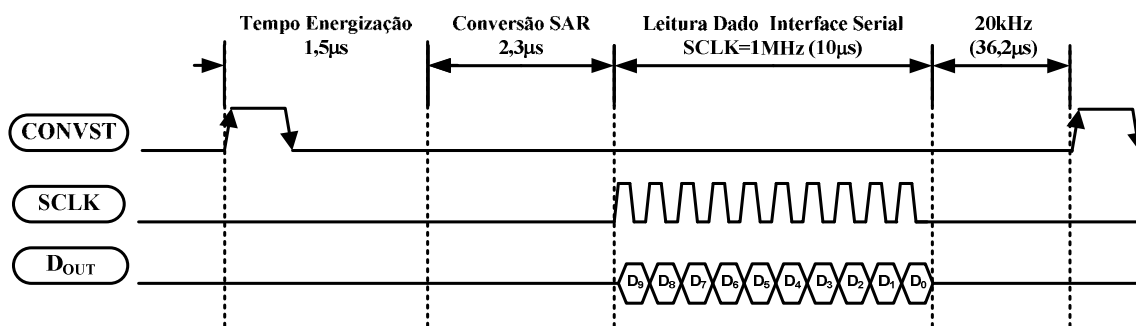 Tempo Energização
1,5µs
Conversão SAR
2,3µs
Leitura Dado Interface Serial
SCLK=1MHz (10µs)
20kHz
(36,2µs)
CONVST
SCLK
DOUT
D9 D8 D7 D6 D5 D4 D3 D2 D1 D0